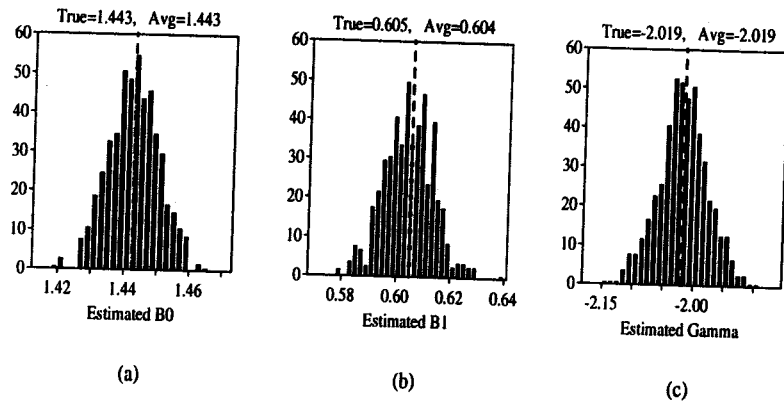 True=1.443, Avg=1.443
60
50
40
30
20
10
0
1.42 1.44 1.46
Estimated B0
(a)
True=0.605, Avg=0.604
60
50
40
30
20
10
0
0.58 0.60 0.62 0.64
Estimated B1
(b)
True=-2.019, Avg=-2.019
60
50
40
30
20
10
0
-2.15 -2.00
Estimated Gamma
(c)